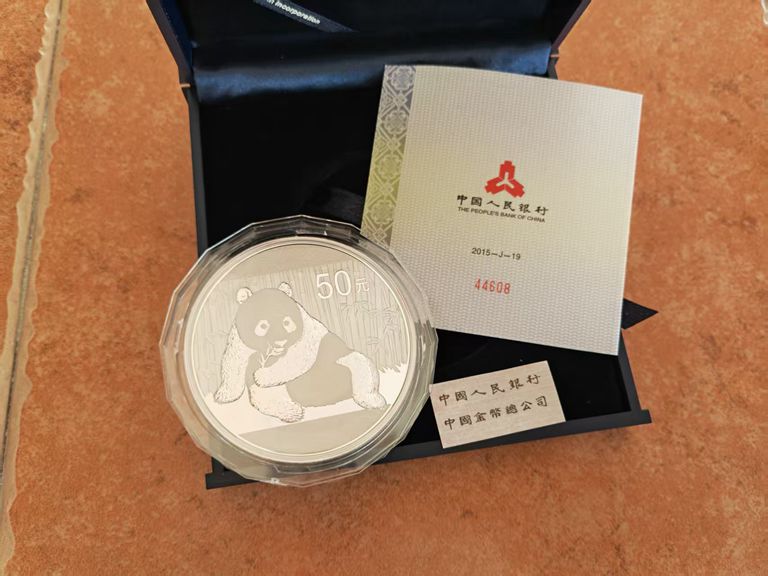 Incorporation
中國人民銀行
THE PEOPLE'S BANK OF CHINA
2015-J-19
44608
50元
中國人民銀行
中國金幣總公司